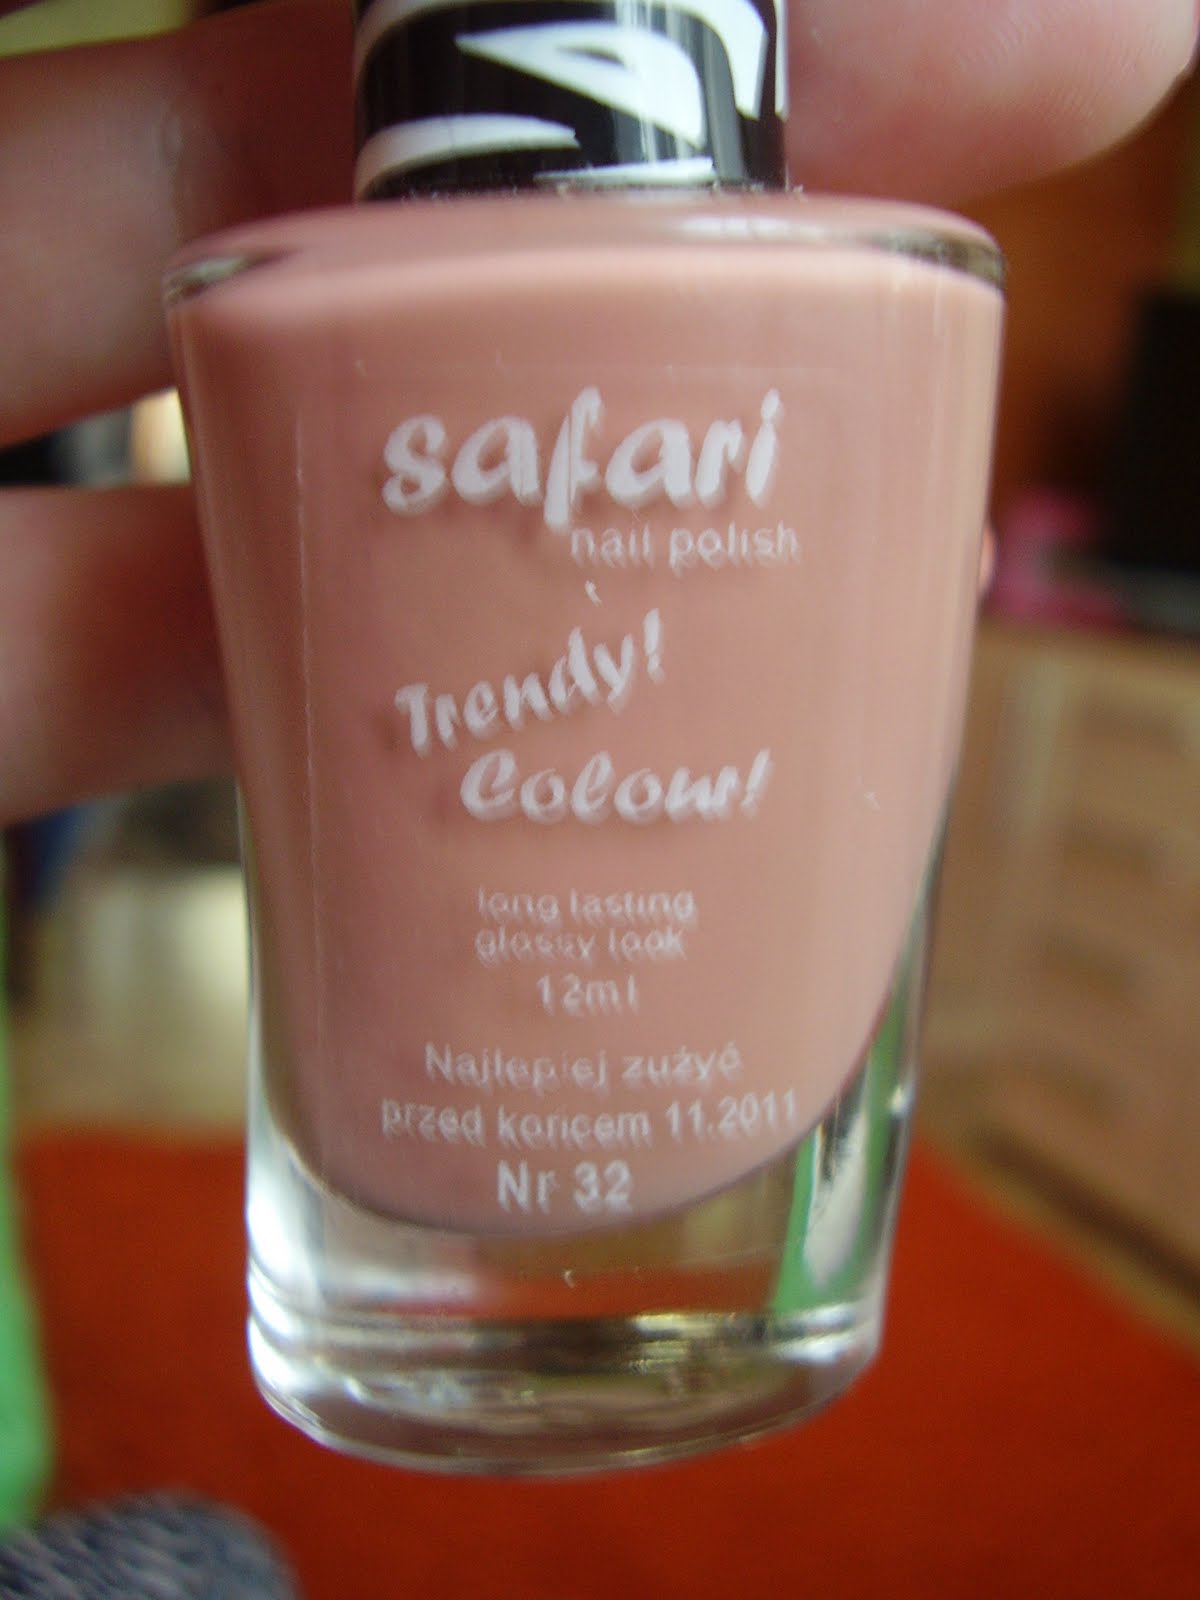 safari
nail polish
Trendy!
Colour!
long lasting
glossy look
12ml
Najlepiej zużyć
przed końcem 11.2011
Nr 32